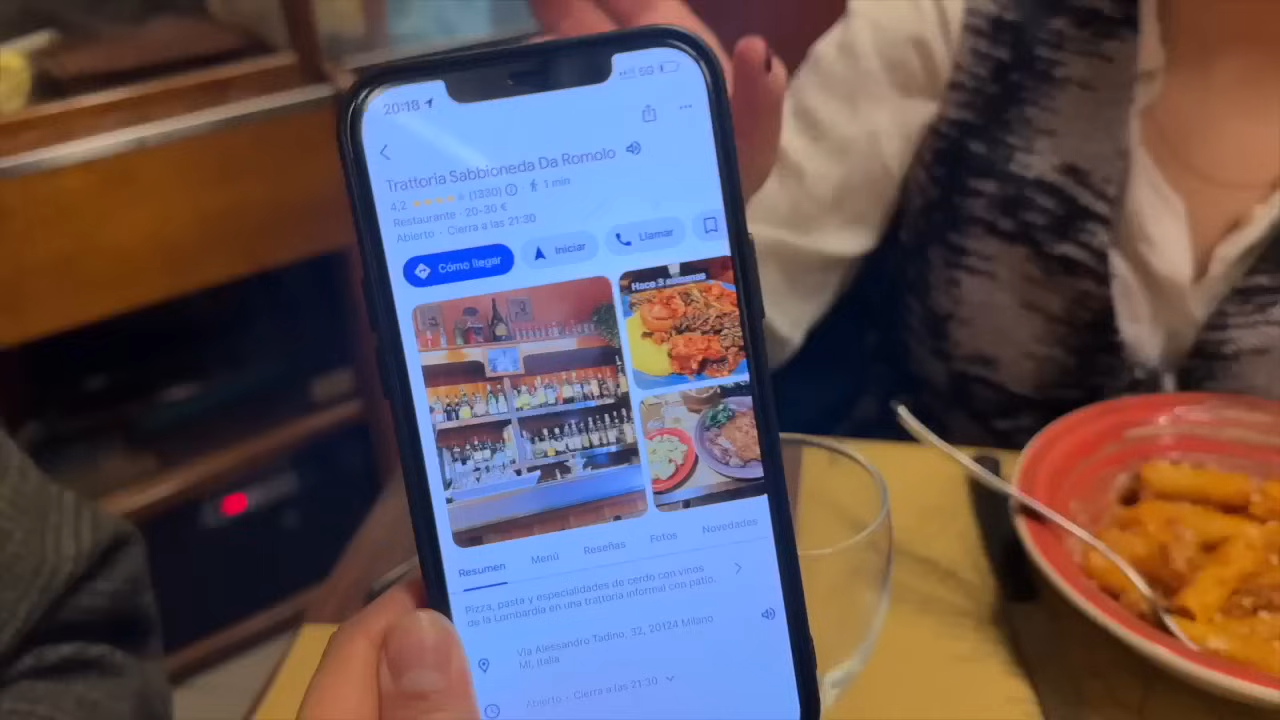 20:18
5G
Trattoria Sabbioneda Da Romolo
4,2 (1330) · 1 min
Restaurante · 20-30 €
Abierto · Cierra a las 21:30
Cómo llegar
Iniciar
Llamar
Hace 3 semanas
Resumen
Menú
Reseñas
Fotos
Novedades
Pizza, pasta y especialidades de cerdo con vinos
de la Lombardía en una trattoria informal con patio.
Via Alessandro Tadino, 32, 20124 Milano
MI, Italia
Abierto · Cierra a las 21:30